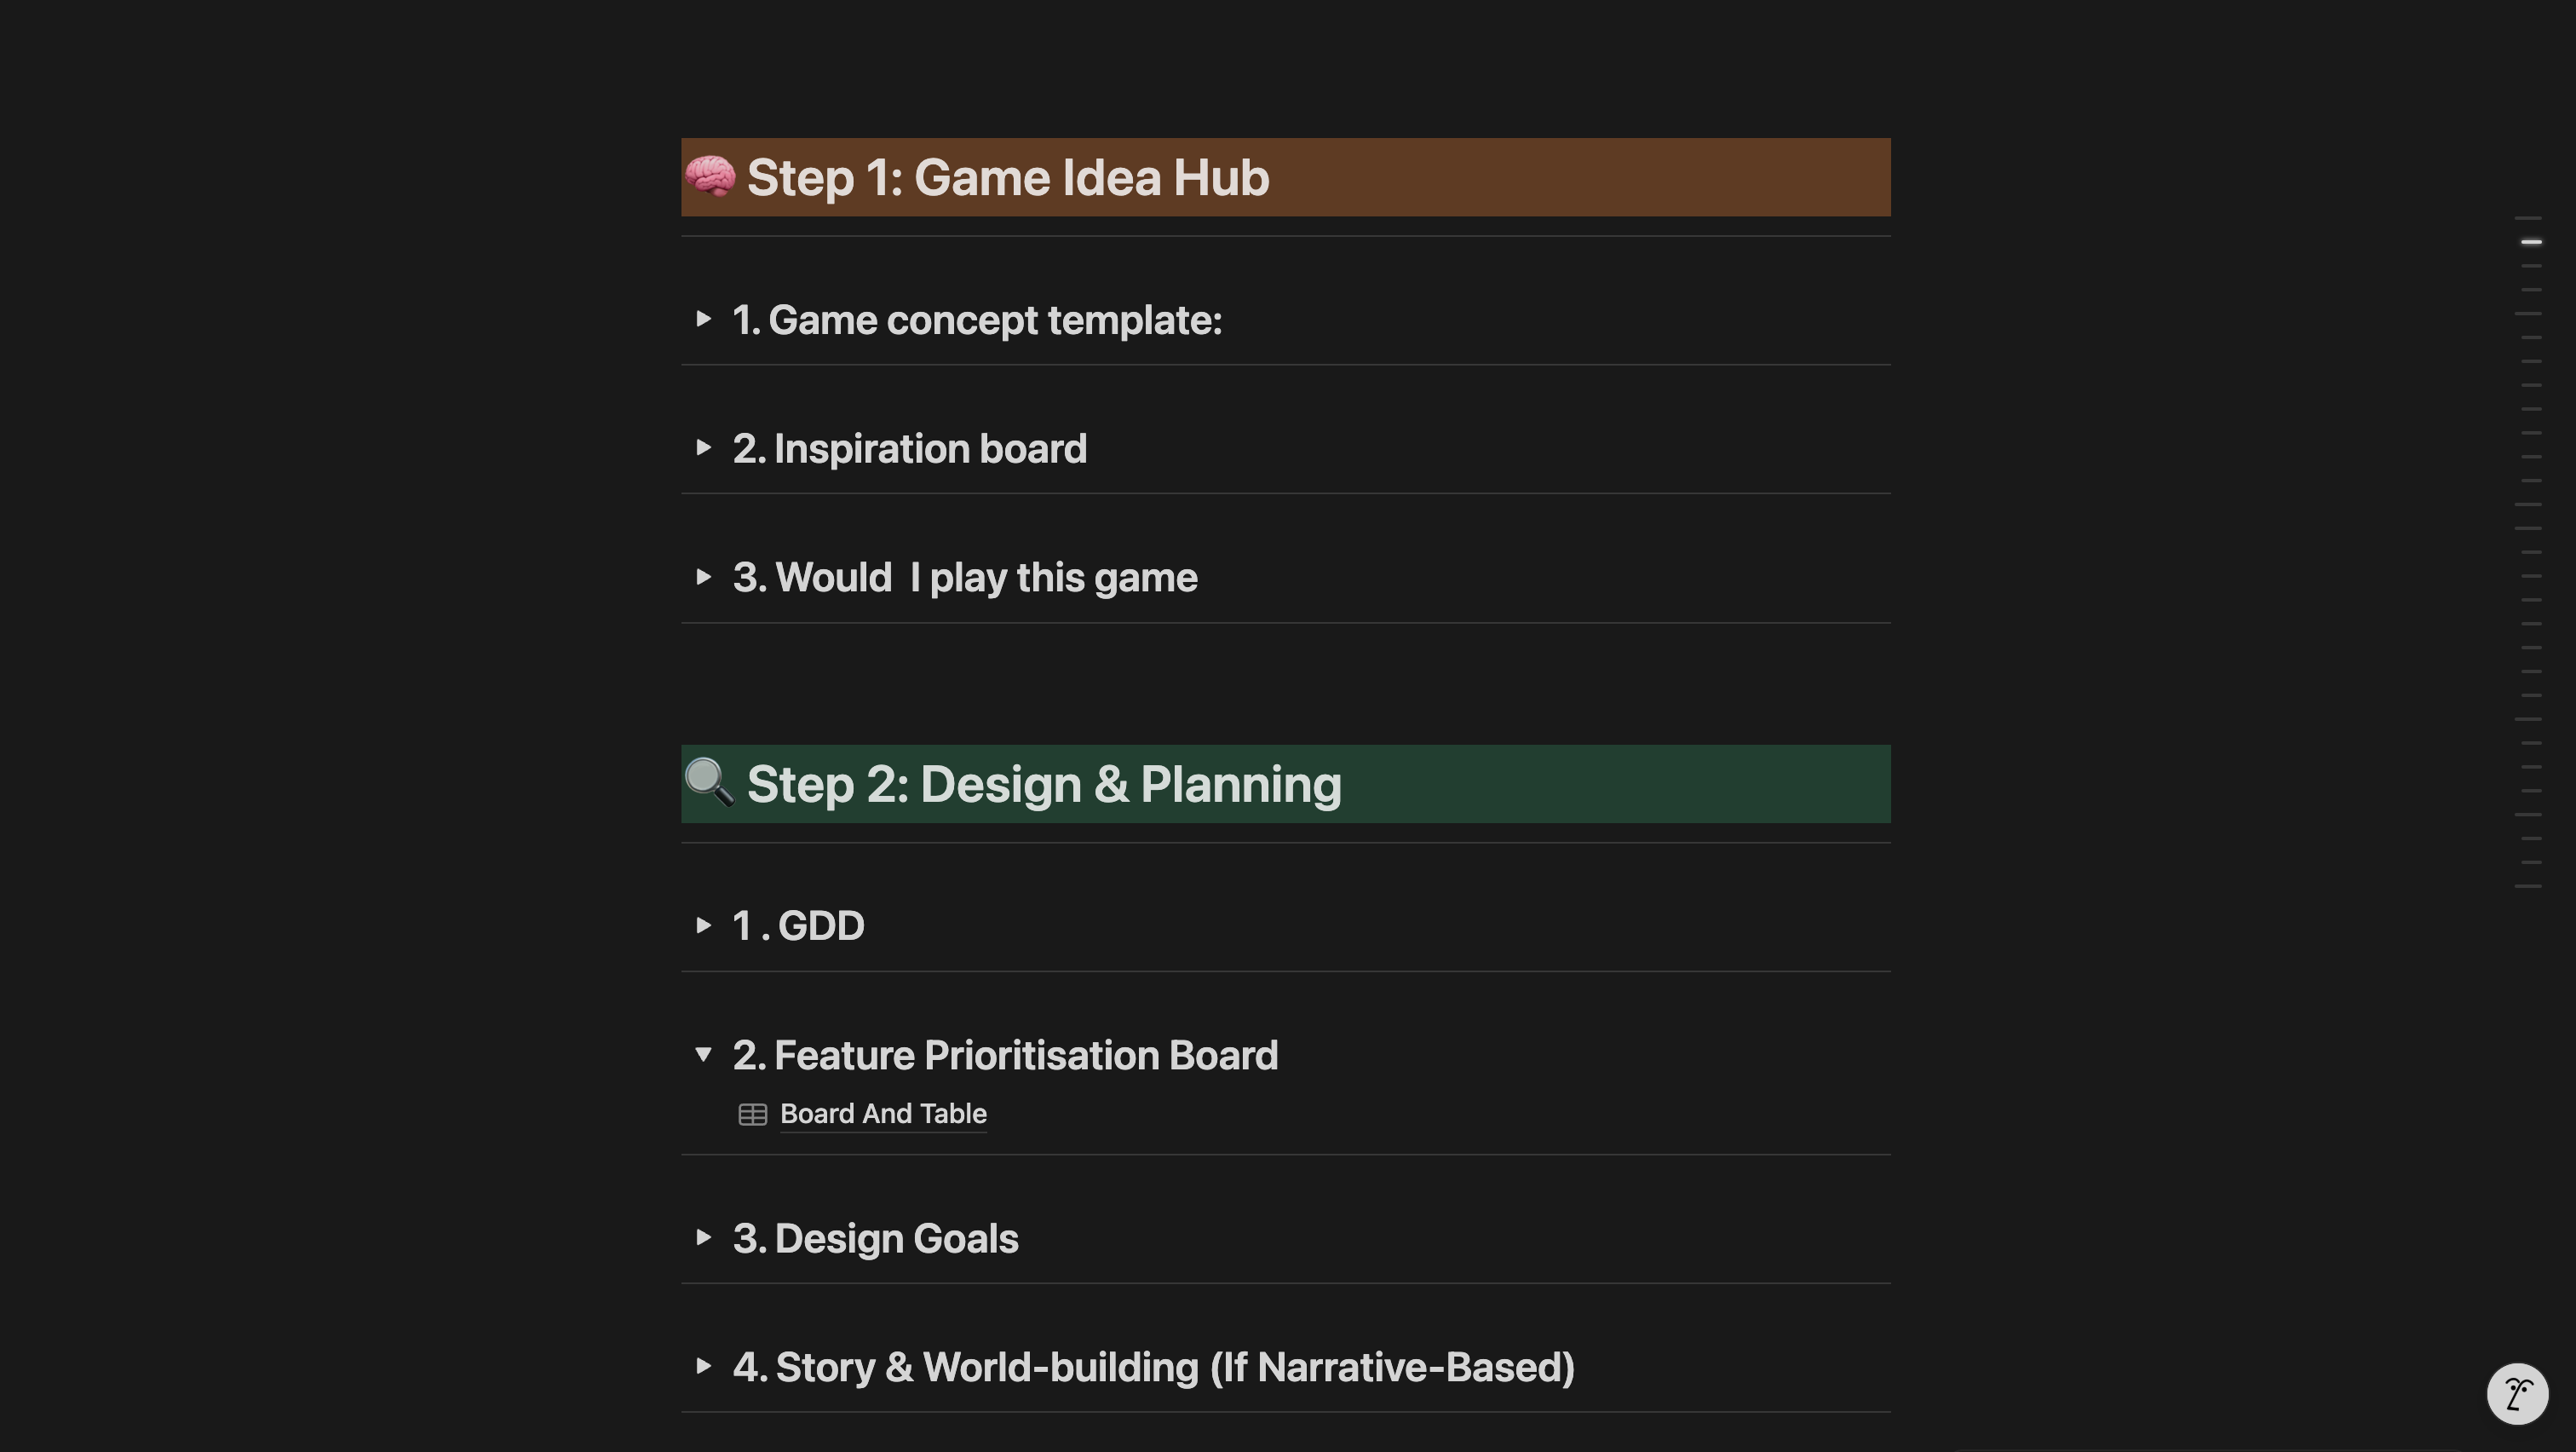 🧠 Step 1: Game Idea Hub
1. Game concept template:
2. Inspiration board
3. Would  I play this game
🔍 Step 2: Design & Planning
1 . GDD
2. Feature Prioritisation Board
Board And Table
3. Design Goals
4. Story & World-building (If Narrative-Based)